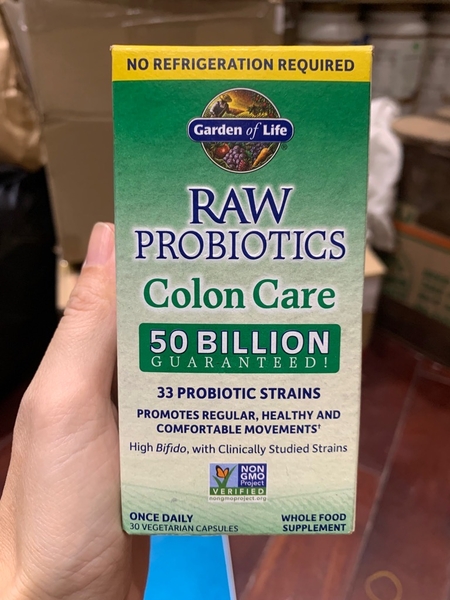 NO REFRIGERATION REQUIRED
Garden of Life®
RAW
PROBIOTICS
Colon Care
50 BILLION
GUARANTEED!
33 PROBIOTIC STRAINS
PROMOTES REGULAR, HEALTHY AND
COMFORTABLE MOVEMENTS†
High Bifido, with Clinically Studied Strains
NON
GMO
Project
VERIFIED
nongmoproject.org
ONCE DAILY
30 VEGETARIAN CAPSULES
WHOLE FOOD
SUPPLEMENT